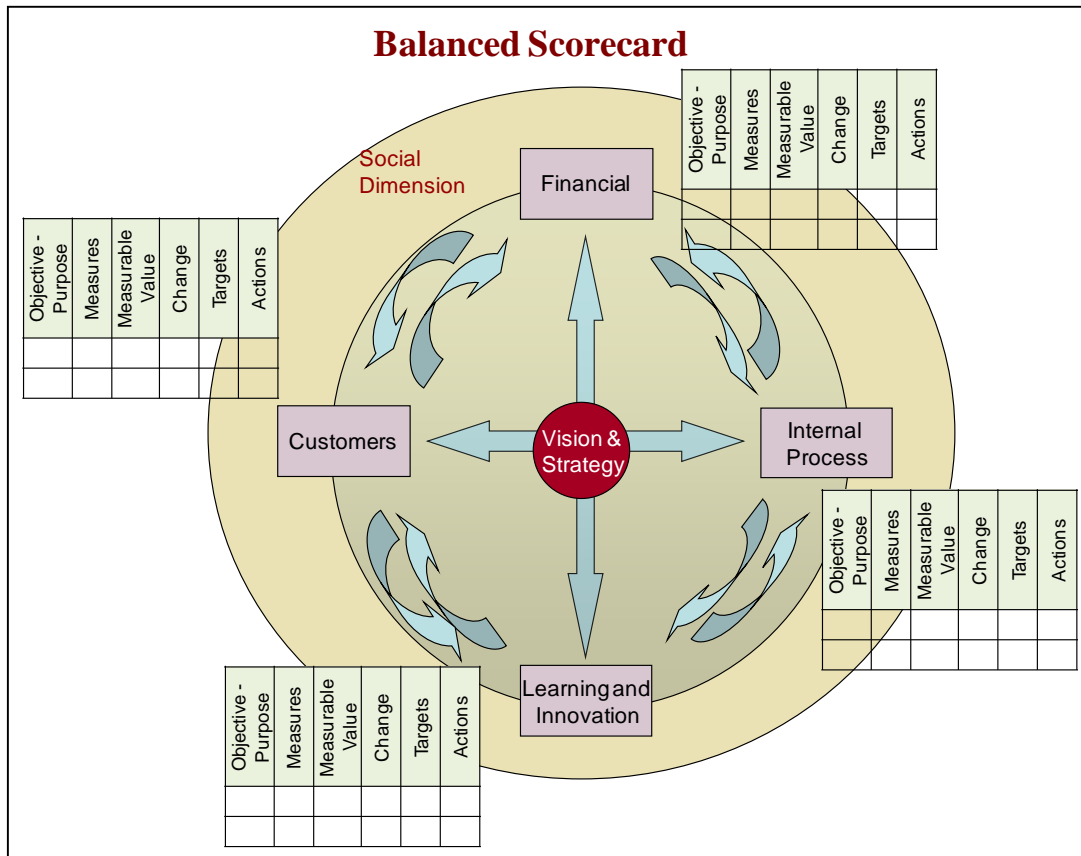 Balanced Scorecard
Objective -
Purpose
Measures
Measurable
Value
Change
Targets
Actions
Social
Dimension
Financial
Objective -
Purpose
Measures
Measurable
Value
Change
Targets
Actions
Customers
Vision &
Strategy
Internal
Process
Objective -
Purpose
Measures
Measurable
Value
Change
Targets
Actions
Learning and
Innovation
Objective -
Purpose
Measures
Measurable
Value
Change
Targets
Actions